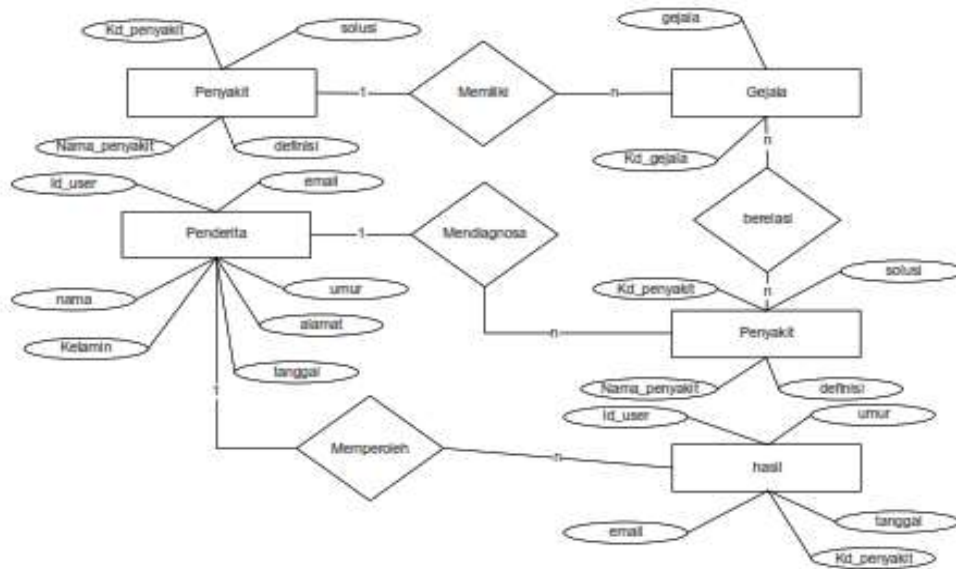 Kd_penyakit
solusi
gejala
Penyakit
1
Memiliki
n
Gejala
Nama_penyakit
definisi
n
Kd_gejala
Id_user
email
Penderita
1
Mendiagnosa
berelasi
nama
umur
solusi
Kd_penyakit
n
Kelamin
alamat
n
Penyakit
tanggal
Nama_penyakit
definisi
1
Id_user
umur
Memperoleh
n
hasil
email
tanggal
Kd_penyakit